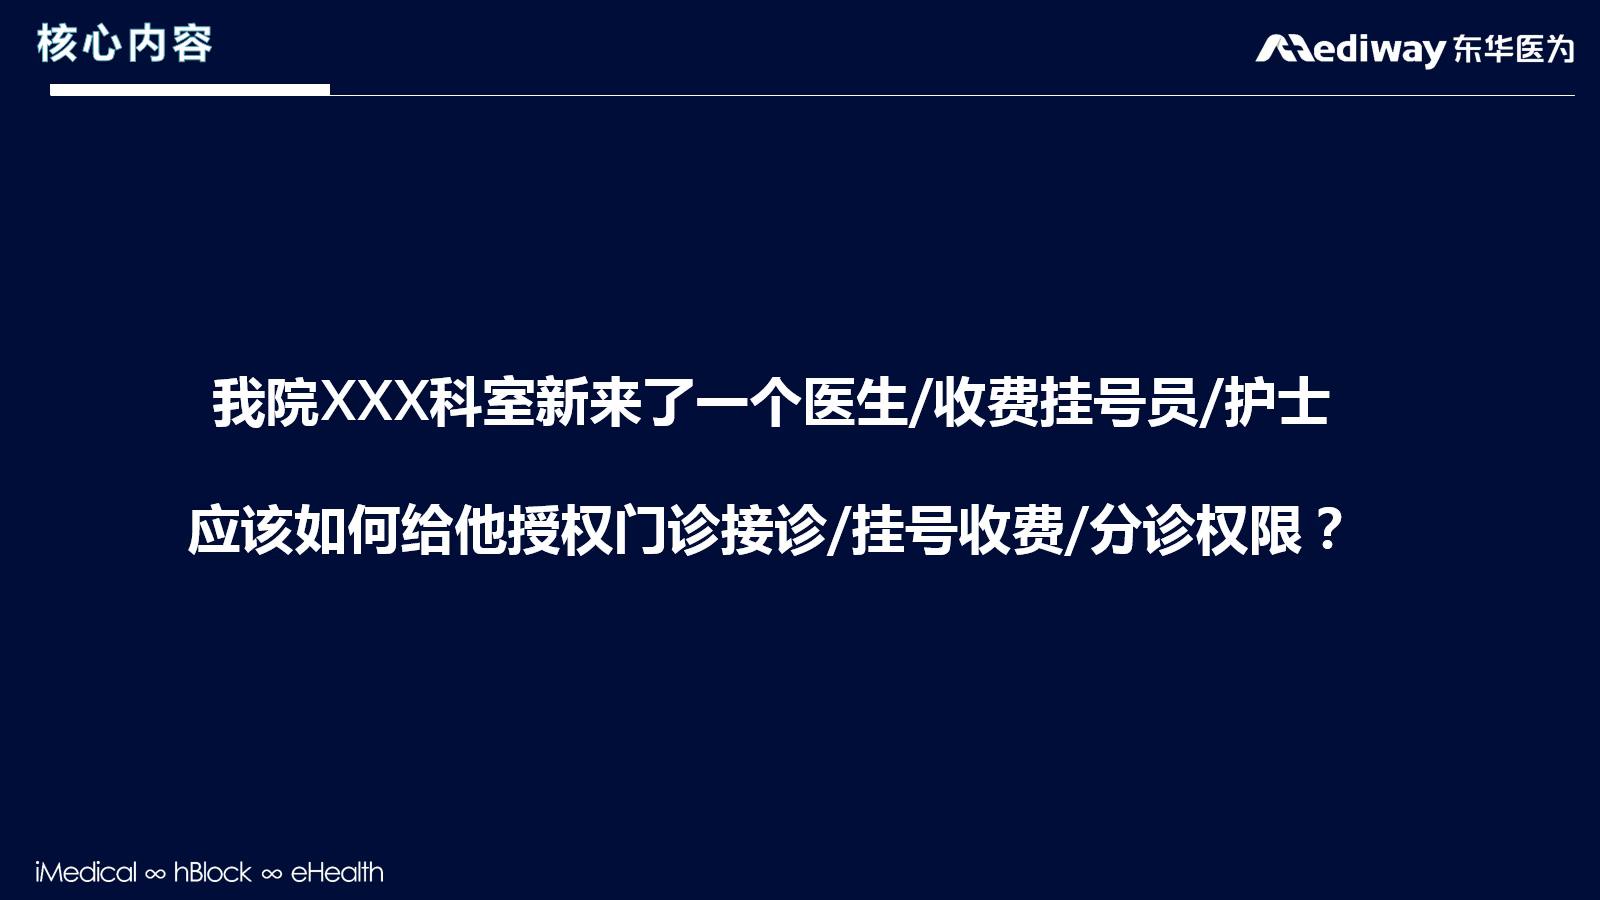 核心内容
Mediway 东华医为
我院XXX科室新来了一个医生/收费挂号员/护士
应该如何给他授权门诊接诊/挂号收费/分诊权限？
iMedical ∞ hBlock ∞ eHealth